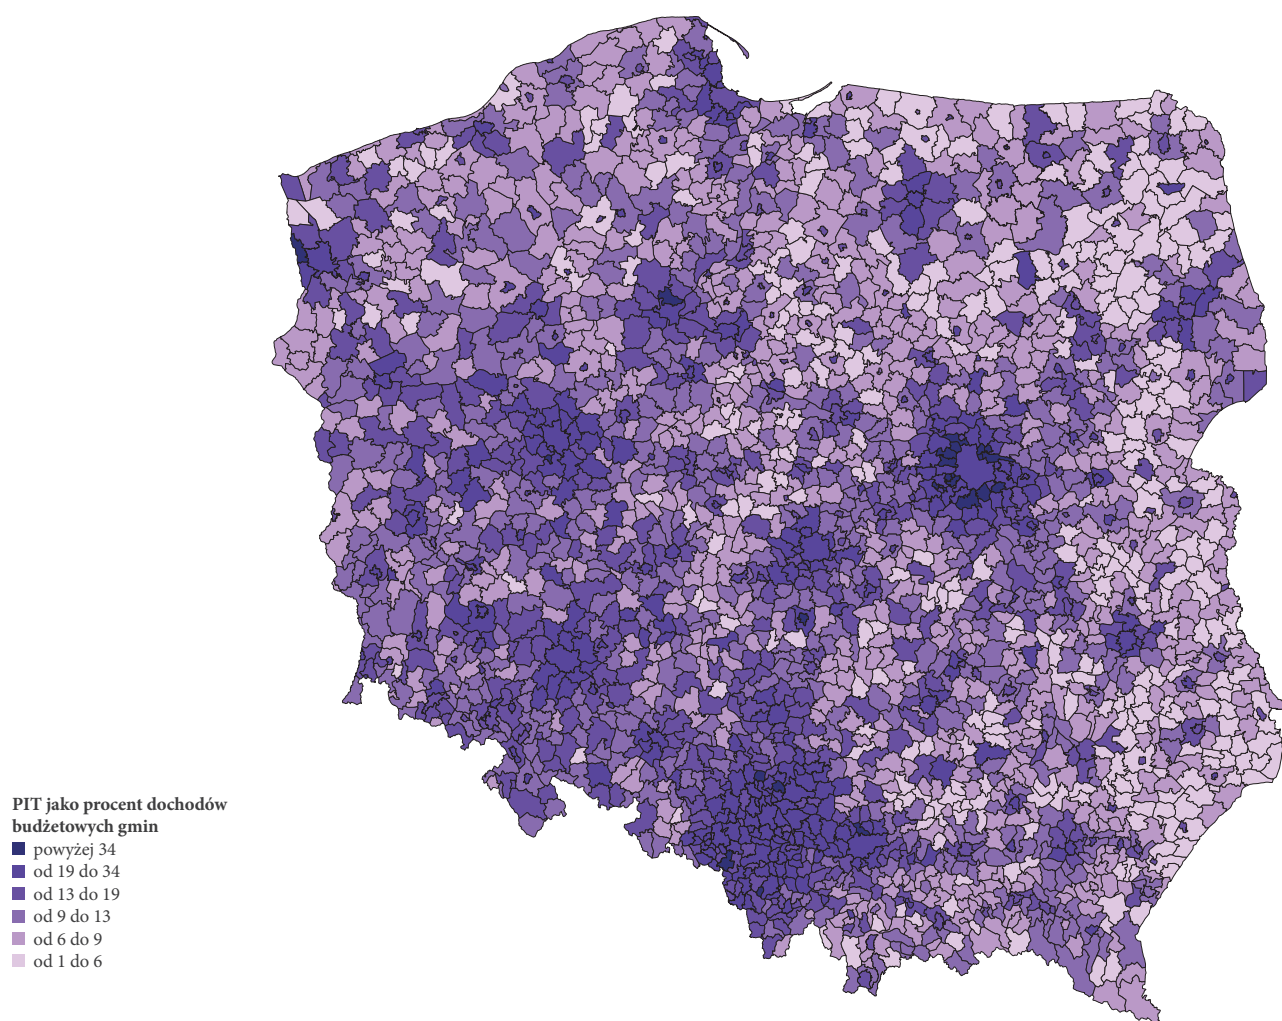 PIT jako procent dochodów
budżetowych gmin
powyżej 34
od 19 do 34
od 13 do 19
od 9 do 13
od 6 do 9
od 1 do 6